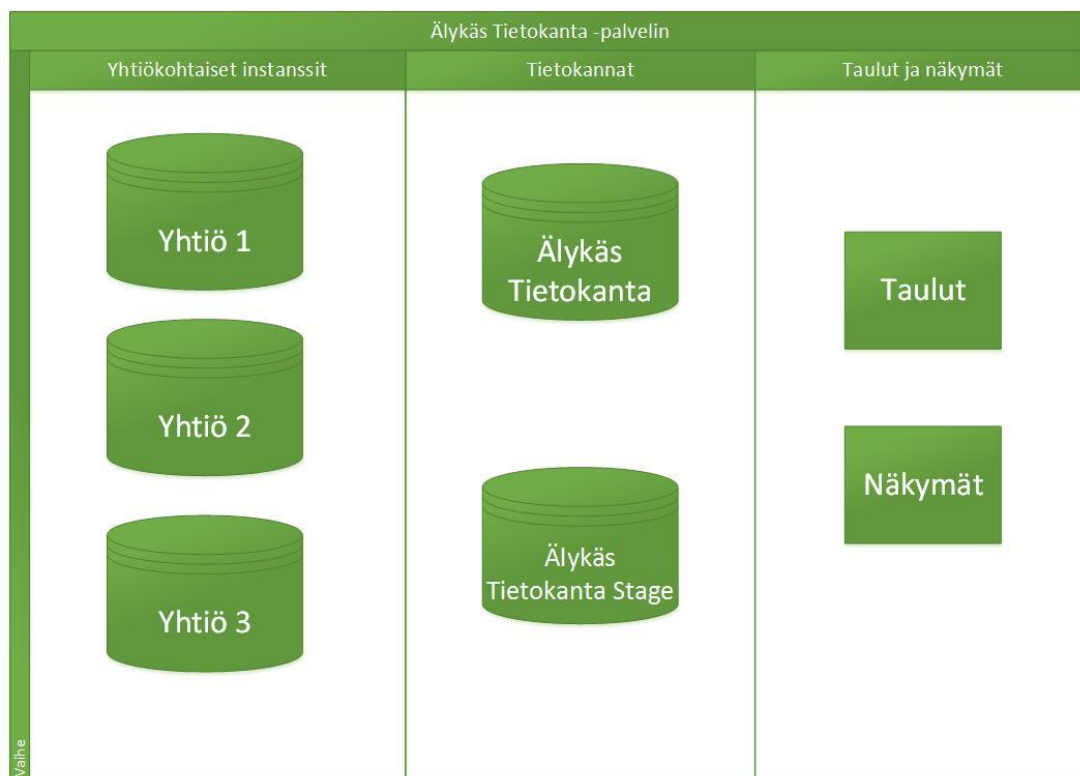 Älykäs Tietokanta -palvelin
Yhtiökohtaiset instanssit
Tietokannat
Taulut ja näkymät
Yhtiö 1
Yhtiö 2
Yhtiö 3
Älykäs
Tietokanta
Älykäs
Tietokanta Stage
Taulut
Näkymät
Vaihe